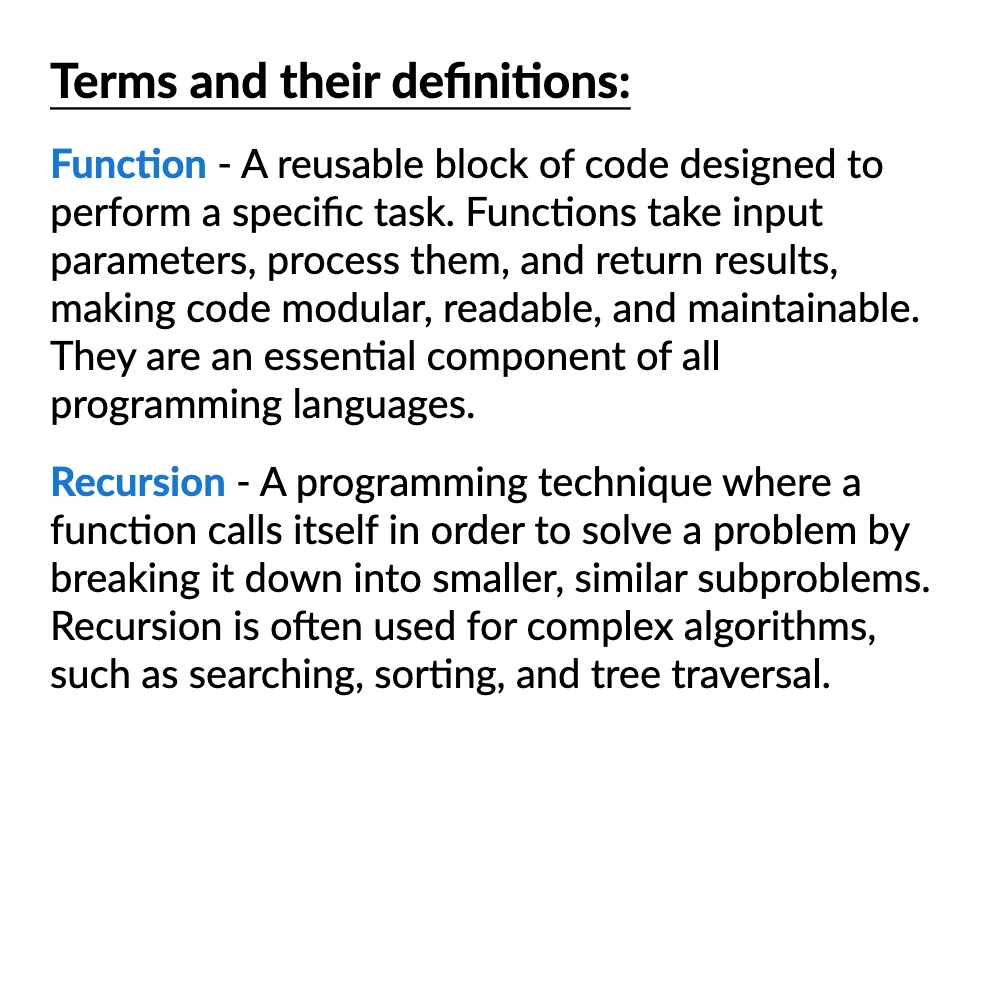 Terms and their definitions:
Function - A reusable block of code designed to
perform a specific task. Functions take input
parameters, process them, and return results,
making code modular, readable, and maintainable.
They are an essential component of all
programming languages.
Recursion - A programming technique where a
function calls itself in order to solve a problem by
breaking it down into smaller, similar subproblems.
Recursion is often used for complex algorithms,
such as searching, sorting, and tree traversal.